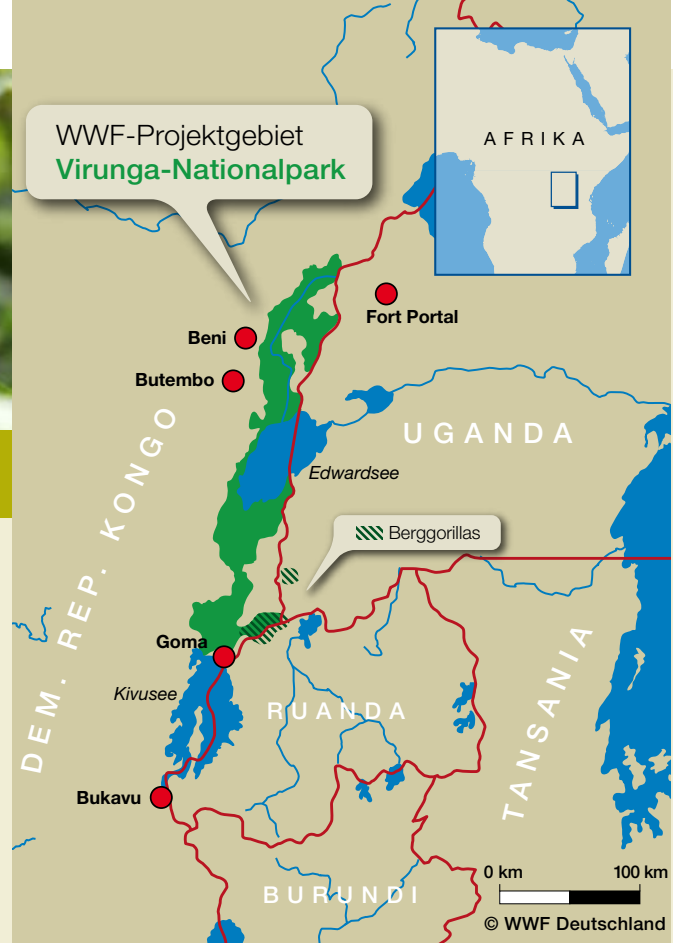 WWF-Projektgebiet
Virunga-Nationalpark
AFRIKA
Fort Portal
Beni
Butembo
UGANDA
Edwardsee
DEM. REP. KONGO
Berggorillas
Goma
Kivusee
RUANDA
TANSANIA
Bukavu
BURUNDI
0 km 100 km
© WWF Deutschland